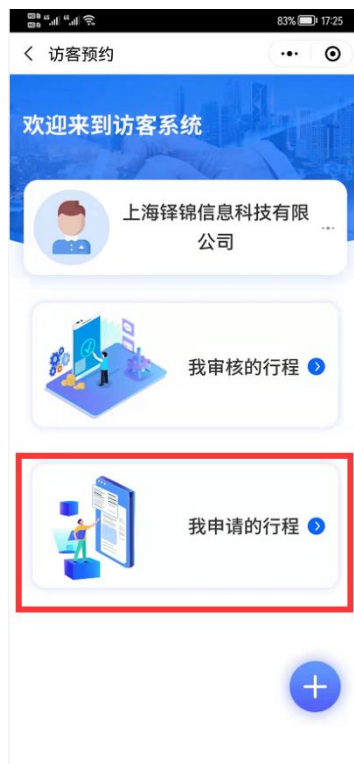 83% 17:25
访客预约
欢迎来到访客系统
上海铎锦信息科技有限
公司
我审核的行程
我申请的行程